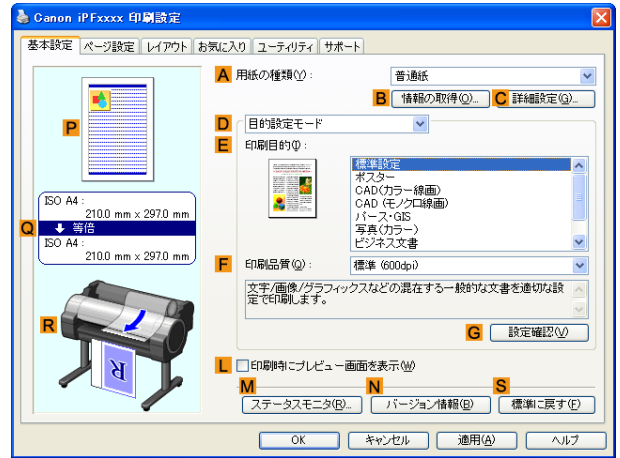 Canon iPFxxxx 印刷設定
基本設定 ページ設定 レイアウト お気に入り ユーティリティ サポート
A 用紙の種類(Y): 普通紙
B 情報の取得(O)... C 詳細設定(G)...
P
D 目的設定モード
E 印刷目的(I):
標準設定
ポスター
CAD(カラー線画)
CAD (モノクロ線画)
パース・GIS
写真(カラー)
ビジネス文書
ISO A4:
210.0 mm x 297.0 mm
Q 等倍
ISO A4:
210.0 mm x 297.0 mm
F 印刷品質(Q): 標準 (600dpi)
文字/画像/グラフィックスなどの混在する一般的な文書を適切な設
定で印刷します。
R
R
G 設定確認(V)
L 印刷時にプレビュー画面を表示(W)
M N S
ステータスモニタ(R)... バージョン情報(B) 標準に戻す(F)
OK キャンセル 適用(A) ヘルプ